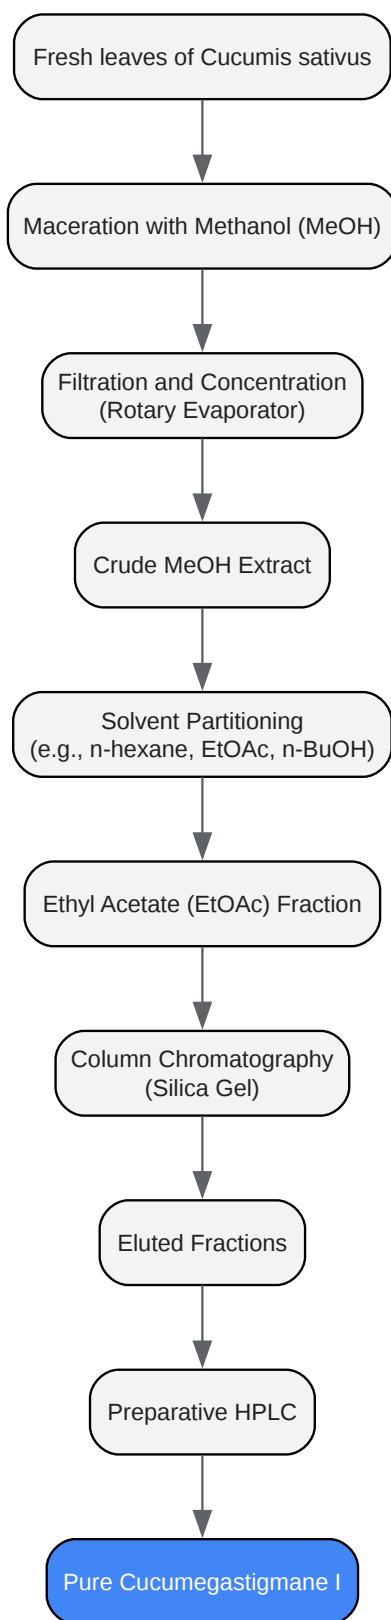 Fresh leaves of Cucumis sativus
Maceration with Methanol (MeOH)
Filtration and Concentration
(Rotary Evaporator)
Crude MeOH Extract
Solvent Partitioning
(e.g., n-hexane, EtOAc, n-BuOH)
Ethyl Acetate (EtOAc) Fraction
Column Chromatography
(Silica Gel)
Eluted Fractions
Preparative HPLC
Pure Cucumegastigmane I